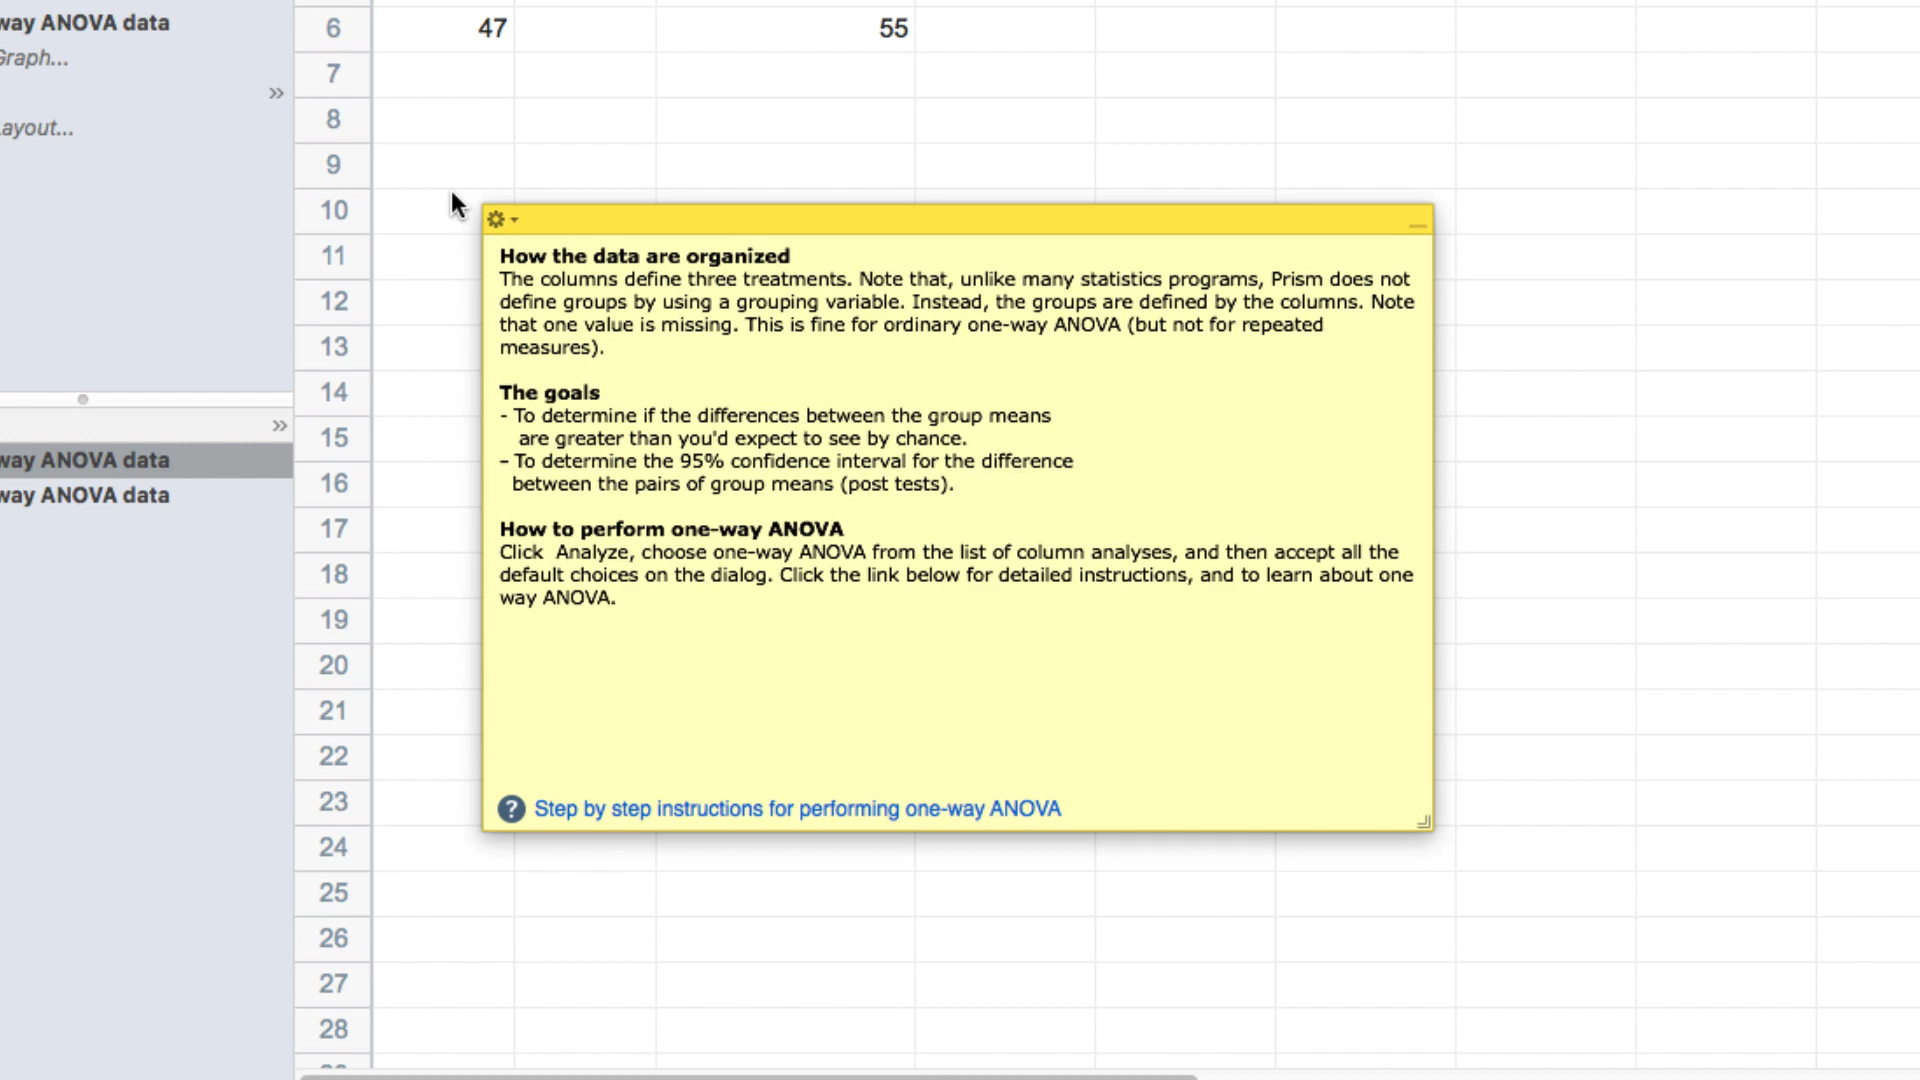 way ANOVA data
Graph...
»
Layout...
»
way ANOVA data
way ANOVA data
6 47 55
7
8
9
10
11
12
13
14
15
16
17
18
19
20
21
22
23
24
25
26
27
28
How the data are organized
The columns define three treatments. Note that, unlike many statistics programs, Prism does not
define groups by using a grouping variable. Instead, the groups are defined by the columns. Note
that one value is missing. This is fine for ordinary one-way ANOVA (but not for repeated
measures).
The goals
- To determine if the differences between the group means
are greater than you'd expect to see by chance.
- To determine the 95% confidence interval for the difference
between the pairs of group means (post tests).
How to perform one-way ANOVA
Click Analyze, choose one-way ANOVA from the list of column analyses, and then accept all the
default choices on the dialog. Click the link below for detailed instructions, and to learn about one
way ANOVA.
? Step by step instructions for performing one-way ANOVA